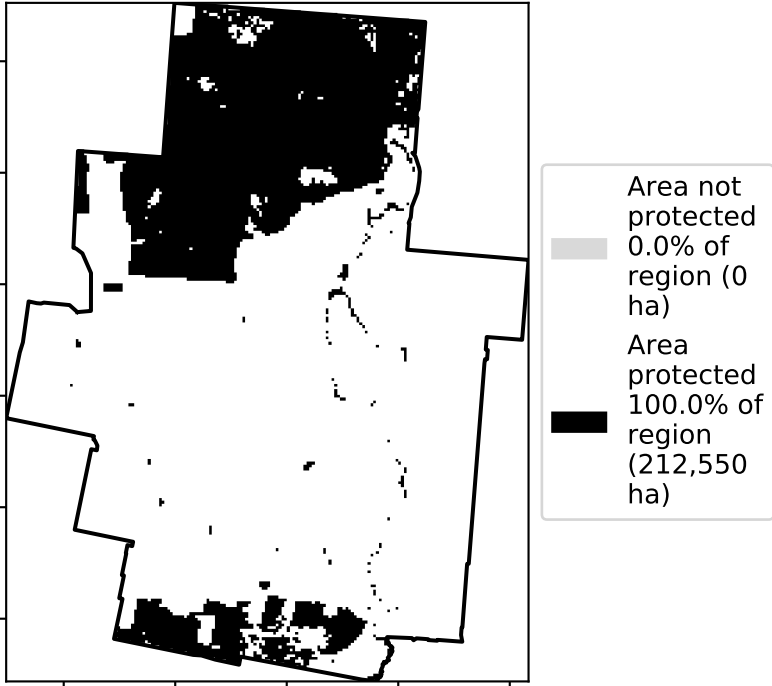 Area not
protected
0.0% of
region (0
ha)
Area
protected
100.0% of
region
(212,550
ha)